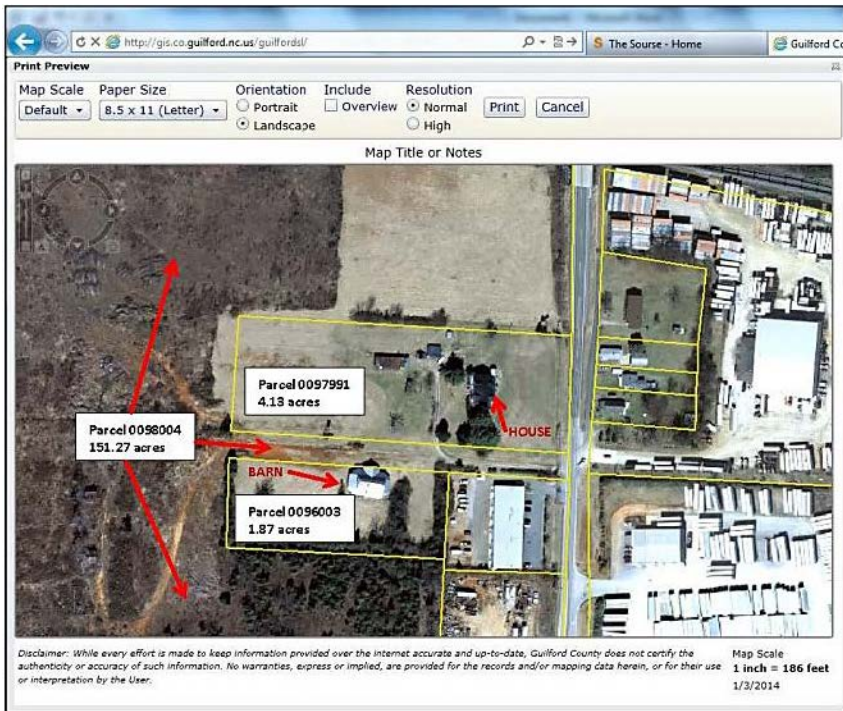 http://gis.co.guilford.nc.us/guilfordsl/
The Sourse - Home
Guilford Co
Print Preview
Map Scale Paper Size Orientation Include Resolution
Default 8.5 x 11 (Letter) Portrait Overview Normal Print Cancel
Landscape High
Map Title or Notes
Parcel 0097991
4.13 acres
Parcel 0098004
151.27 acres
HOUSE
BARN
Parcel 0096003
1.87 acres
Disclaimer: While every effort is made to keep information provided over the internet accurate and up-to-date, Guilford County does not certify the
authenticity or accuracy of such information. No warranties, express or implied, are provided for the records and/or mapping data herein, or for their use
or interpretation by the User.
Map Scale
1 inch = 186 feet
1/3/2014